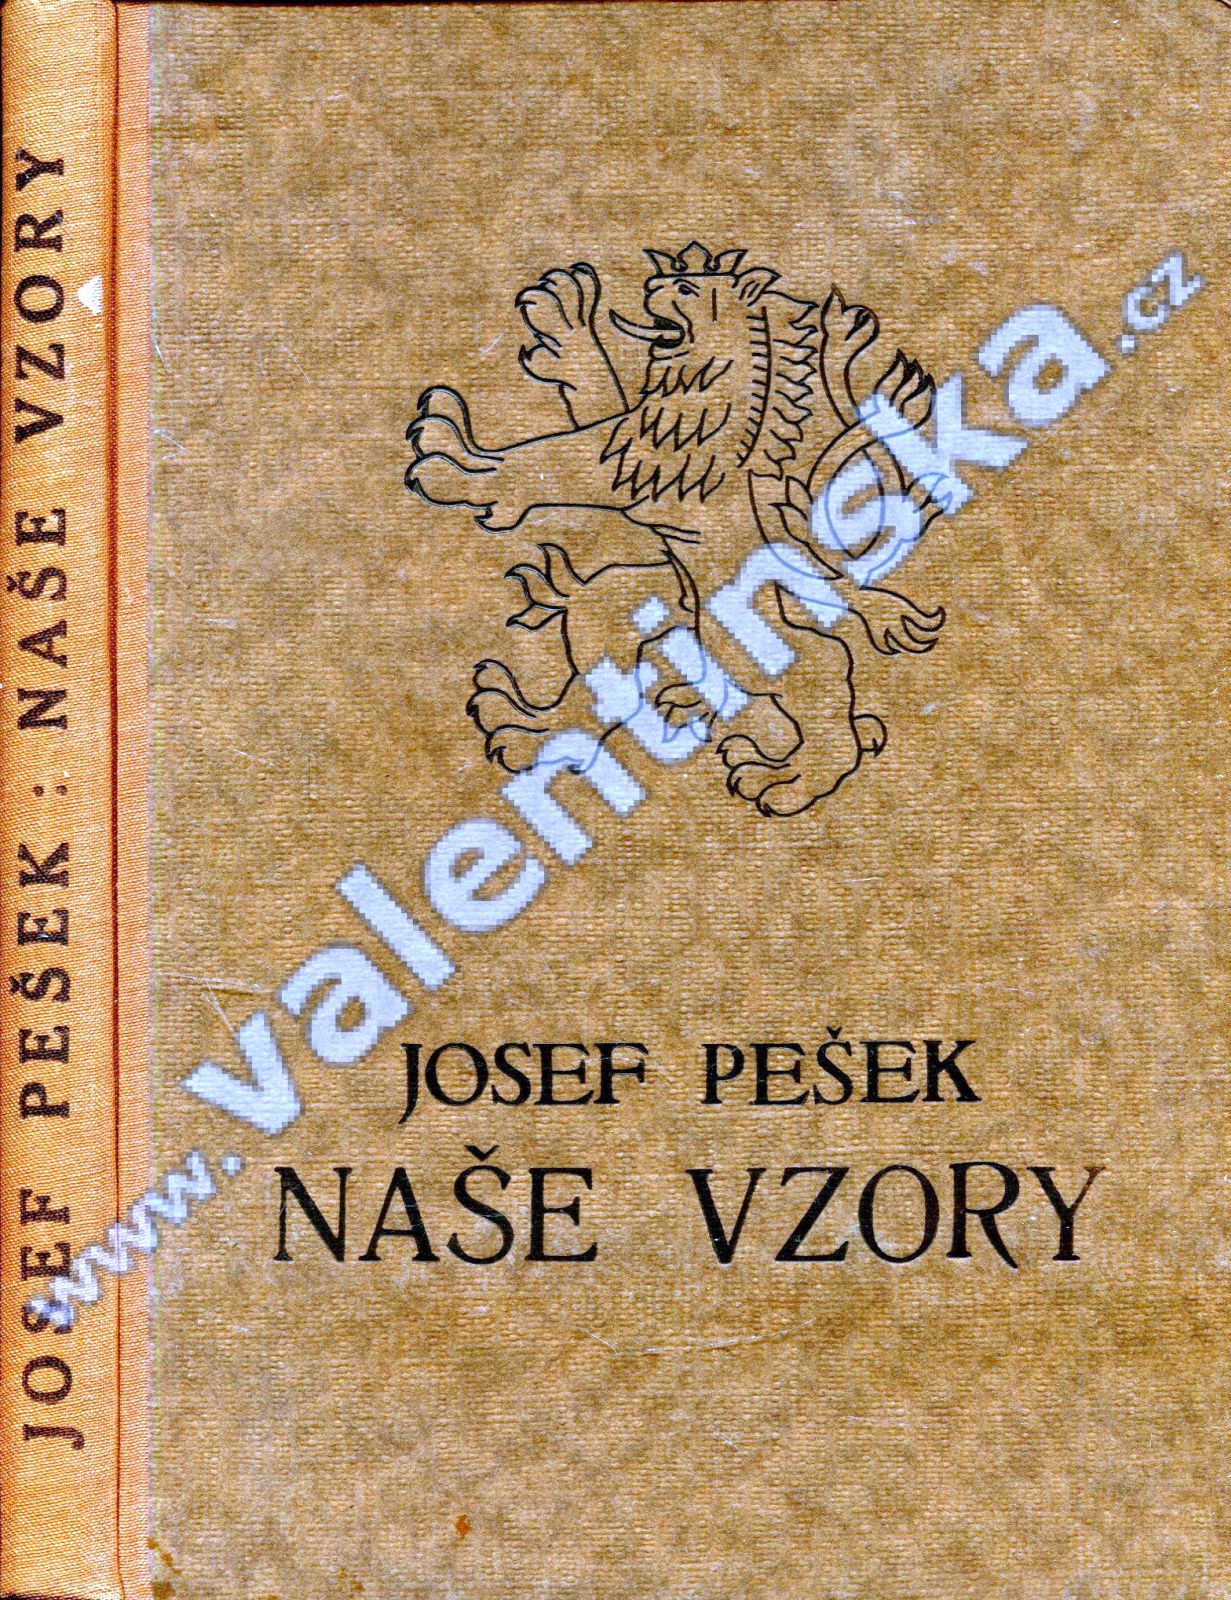 JOSEF PEŠEK: NAŠE VZORY
JOSEF PEŠEK
NAŠE VZORY
www.valentinska.cz